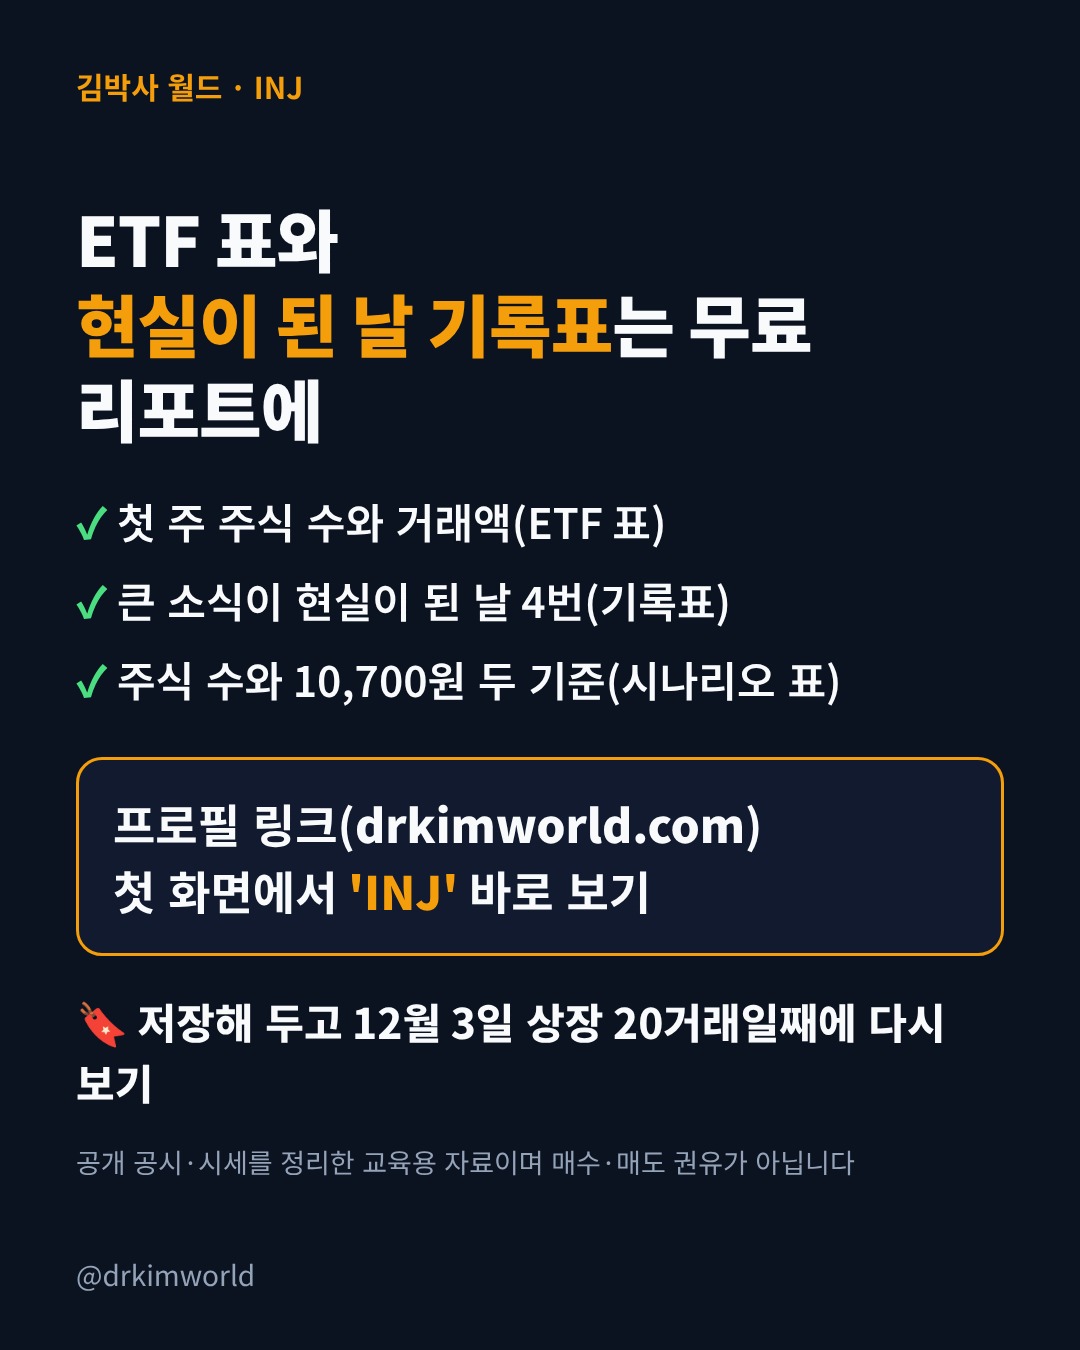 김박사 월드 · INJ
ETF 표와
현실이 된 날 기록표는 무료
리포트에
✓ 첫 주 주식 수와 거래액(ETF 표)
✓ 큰 소식이 현실이 된 날 4번(기록표)
✓ 주식 수와 10,700원 두 기준(시나리오 표)
프로필 링크(drkimworld.com)
첫 화면에서 'INJ' 바로 보기
🔖 저장해 두고 12월 3일 상장 20거래일째에 다시
보기
공개 공시·시세를 정리한 교육용 자료이며 매수·매도 권유가 아닙니다
@drkimworld